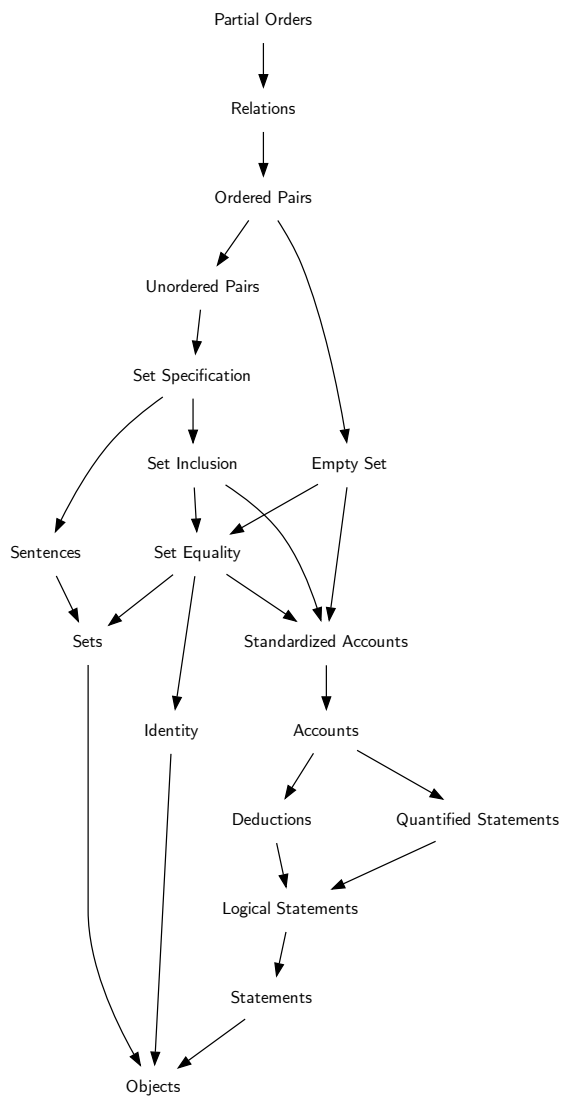 Partial Orders
Relations
Ordered Pairs
Unordered Pairs
Set Specification
Set Inclusion
Empty Set
Sentences
Set Equality
Sets
Standardized Accounts
Identity
Accounts
Deductions
Quantified Statements
Logical Statements
Statements
Objects